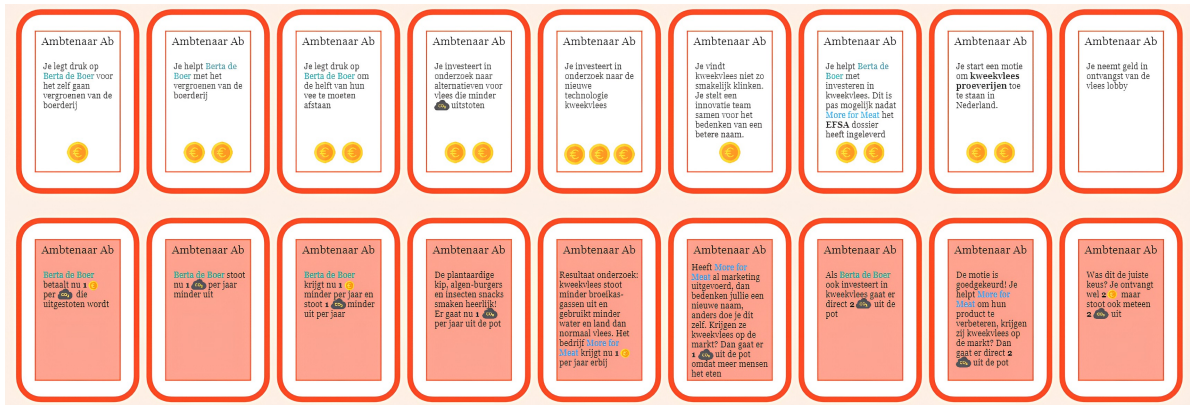 Ambtenaar Ab
Je legt druk op
Berta de Boer voor
het zelf gaan
vergroenen van de
boerderij
Ambtenaar Ab
Je helpt Berta de
Boer met het
vergroenen van de
boerderij
Ambtenaar Ab
Je legt druk op
Berta de Boer om
de helft van hun
vee te moeten
afstaan
Ambtenaar Ab
Je investeert in
onderzoek naar
alternatieven voor
vlees die minder
CO₂ uitstoten
Ambtenaar Ab
Je investeert in
onderzoek naar de
nieuwe
technologie
kweekvlees
Ambtenaar Ab
Je vindt
kweekvlees niet zo
smakelijk klinken.
Je stelt een
innovatie team
samen voor het
bedenken van een
betere naam.
Ambtenaar Ab
Je helpt Berta de
Boer met
investeren in
kweekvlees. Dit is
pas mogelijk nadat
More for Meat het
EFSA dossier
heeft ingeleverd
Ambtenaar Ab
Je start een motie
om kweekvlees
proeverijen toe
te staan in
Nederland.
Ambtenaar Ab
Je neemt geld in
ontvangst van de
vlees lobby
Ambtenaar Ab
Berta de Boer
betaalt nu 1 €
per CO₂ die
uitgestoten wordt
Ambtenaar Ab
Berta de Boer stoot
nu 1 CO₂ per jaar
minder uit
Ambtenaar Ab
Berta de Boer
krijgt nu 1 €
minder per jaar en
stoot 1 CO₂ minder
uit per jaar
Ambtenaar Ab
De plantaardige
kip, algen-burgers
en insecten snacks
smaken heerlijk!
Er gaat nu 1 CO₂
per jaar uit de pot
Ambtenaar Ab
Resultaat onderzoek:
kweekvlees stoot
minder broeikas-
gassen uit en
gebruikt minder
water en land dan
normaal vlees. Het
bedrijf More for
Meat krijgt nu 1 €
per jaar erbij
Ambtenaar Ab
Heeft More for
Meat al marketing
uitgevoerd, dan
bedenken jullie een
nieuwe naam,
anders doe je dit
zelf. Krijgen ze
kweekvlees op de
markt? Dan gaat er
1 CO₂ uit de pot
omdat meer mensen
het eten
Ambtenaar Ab
Als Berta de Boer
ook investeert in
kweekvlees gaat er
direct 2 CO₂ uit de
pot
Ambtenaar Ab
De motie is
goedgekeurd! Je
helpt More for
Meat om hun
product te
verbeteren, krijgen
zij kweekvlees op
de markt? Dan
gaat er direct 2
CO₂ uit de pot
Ambtenaar Ab
Was dit de juiste
keus? Je ontvangt
wel 2 € maar
stoot ook meteen
2 CO₂ uit